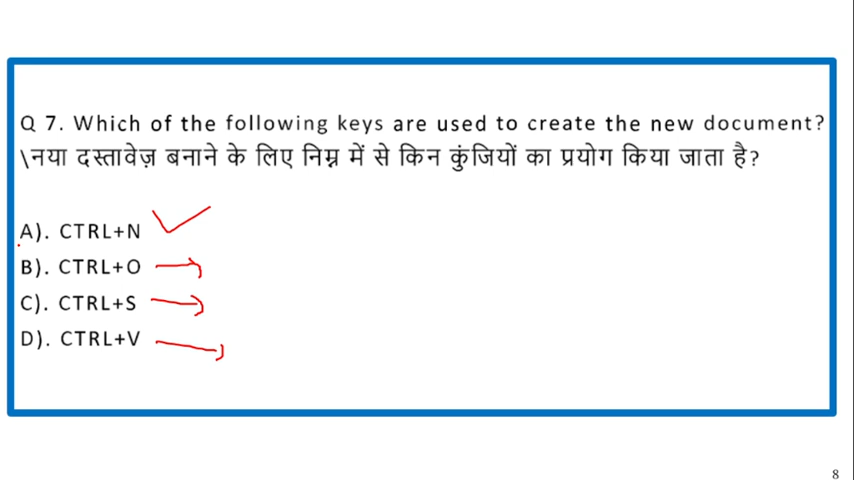 Q 7. Which of the following keys are used to create the new document?
\नया दस्तावेज़ बनाने के लिए निम्न में से किन कुंजियों का प्रयोग किया जाता है?
A). CTRL+N
B). CTRL+O
C). CTRL+S
D). CTRL+V
8